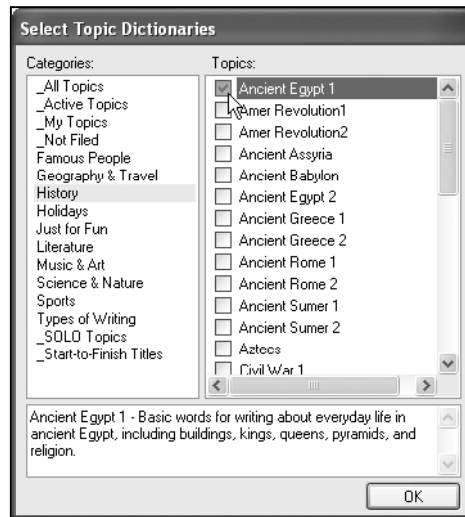 Select Topic Dictionaries
Categories:
_All Topics
_Active Topics
_My Topics
_Not Filed
Famous People
Geography & Travel
History
Holidays
Just for Fun
Literature
Music & Art
Science & Nature
Sports
Types of Writing
_SOLO Topics
_Start-to-Finish Titles
Topics:
Ancient Egypt 1
Amer Revolution1
Amer Revolution2
Ancient Assyria
Ancient Babylon
Ancient Egypt 2
Ancient Greece 1
Ancient Greece 2
Ancient Rome 1
Ancient Rome 2
Ancient Sumer 1
Ancient Sumer 2
Aztecs
Civil War 1
Ancient Egypt 1 - Basic words for writing about everyday life in
ancient Egypt, including buildings, kings, queens, pyramids, and
religion.
OK